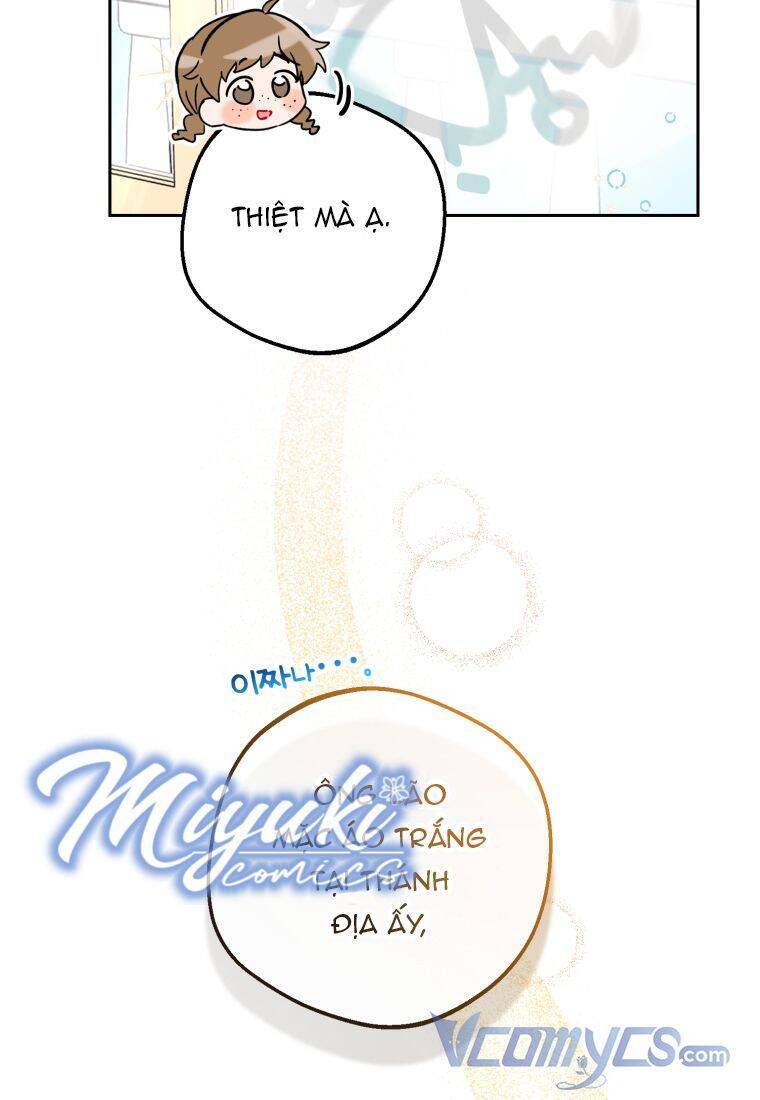 THIỆT MÀ Ạ.
이짜나•••。
ÔNG LÃO
MẶC ÁO TRẮNG
TẠI THÁNH
ĐỊA ẤY,
Miyuki
comics
VCOMYCS.com